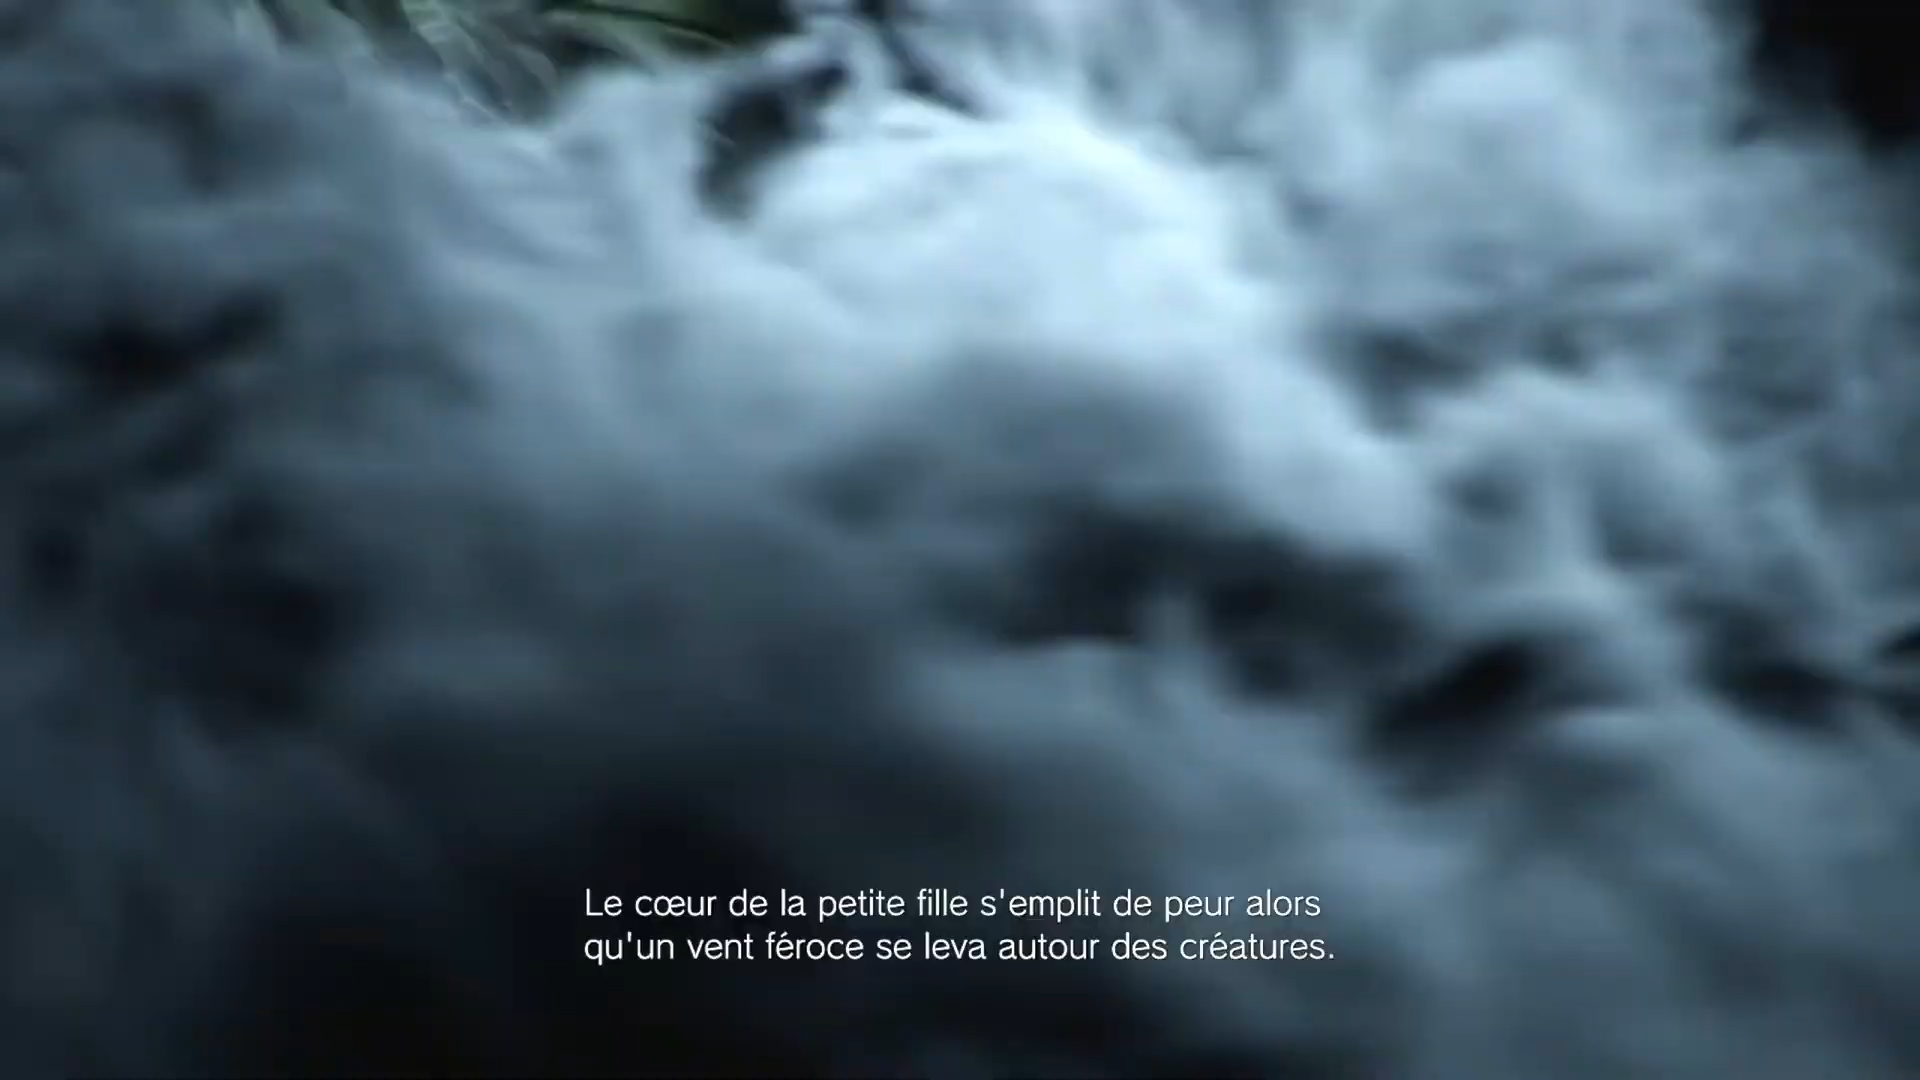 Le cœur de la petite fille s'emplit de peur alors
qu'un vent féroce se leva autour des créatures.